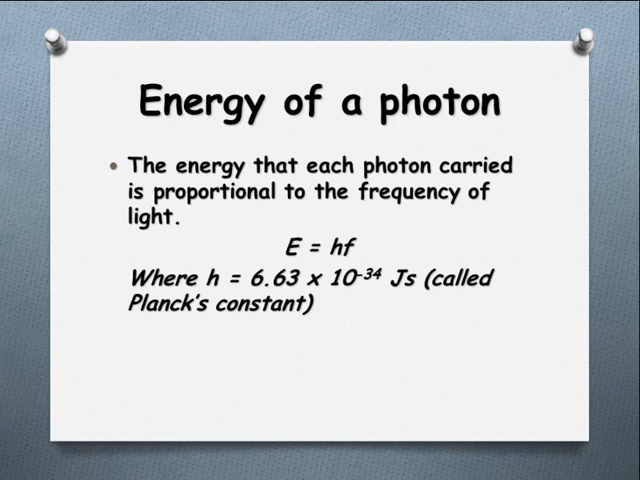 Energy of a photon
• The energy that each photon carried
is proportional to the frequency of
light.
E = hf
Where h = 6.63 x 10⁻³⁴ Js (called
Planck's constant)